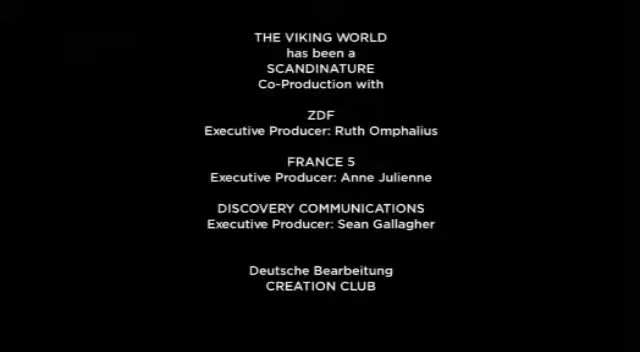 THE VIKING WORLD
has been a
SCANDINATURE
Co-Production with
ZDF
Executive Producer: Ruth Omphalius
FRANCE 5
Executive Producer: Anne Julienne
DISCOVERY COMMUNICATIONS
Executive Producer: Sean Gallagher
Deutsche Bearbeitung
CREATION CLUB